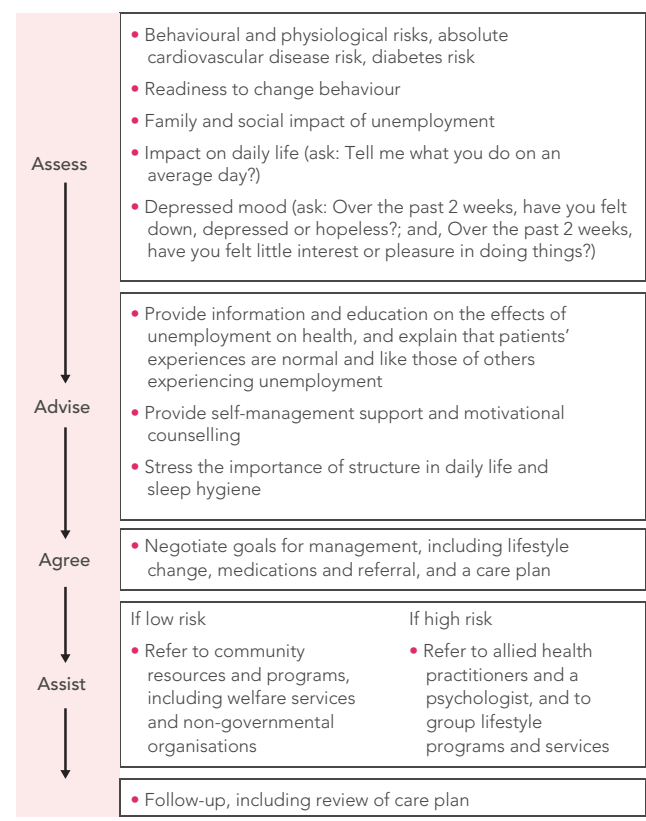 Assess
• Behavioural and physiological risks, absolute
cardiovascular disease risk, diabetes risk
• Readiness to change behaviour
• Family and social impact of unemployment
• Impact on daily life (ask: Tell me what you do on an
average day?)
• Depressed mood (ask: Over the past 2 weeks, have you felt
down, depressed or hopeless?; and, Over the past 2 weeks,
have you felt little interest or pleasure in doing things?)
Advise
• Provide information and education on the effects of
unemployment on health, and explain that patients’
experiences are normal and like those of others
experiencing unemployment
• Provide self-management support and motivational
counselling
• Stress the importance of structure in daily life and
sleep hygiene
Agree
• Negotiate goals for management, including lifestyle
change, medications and referral, and a care plan
Assist
If low risk
• Refer to community
resources and programs,
including welfare services
and non-governmental
organisations
If high risk
• Refer to allied health
practitioners and a
psychologist, and to
group lifestyle
programs and services
• Follow-up, including review of care plan